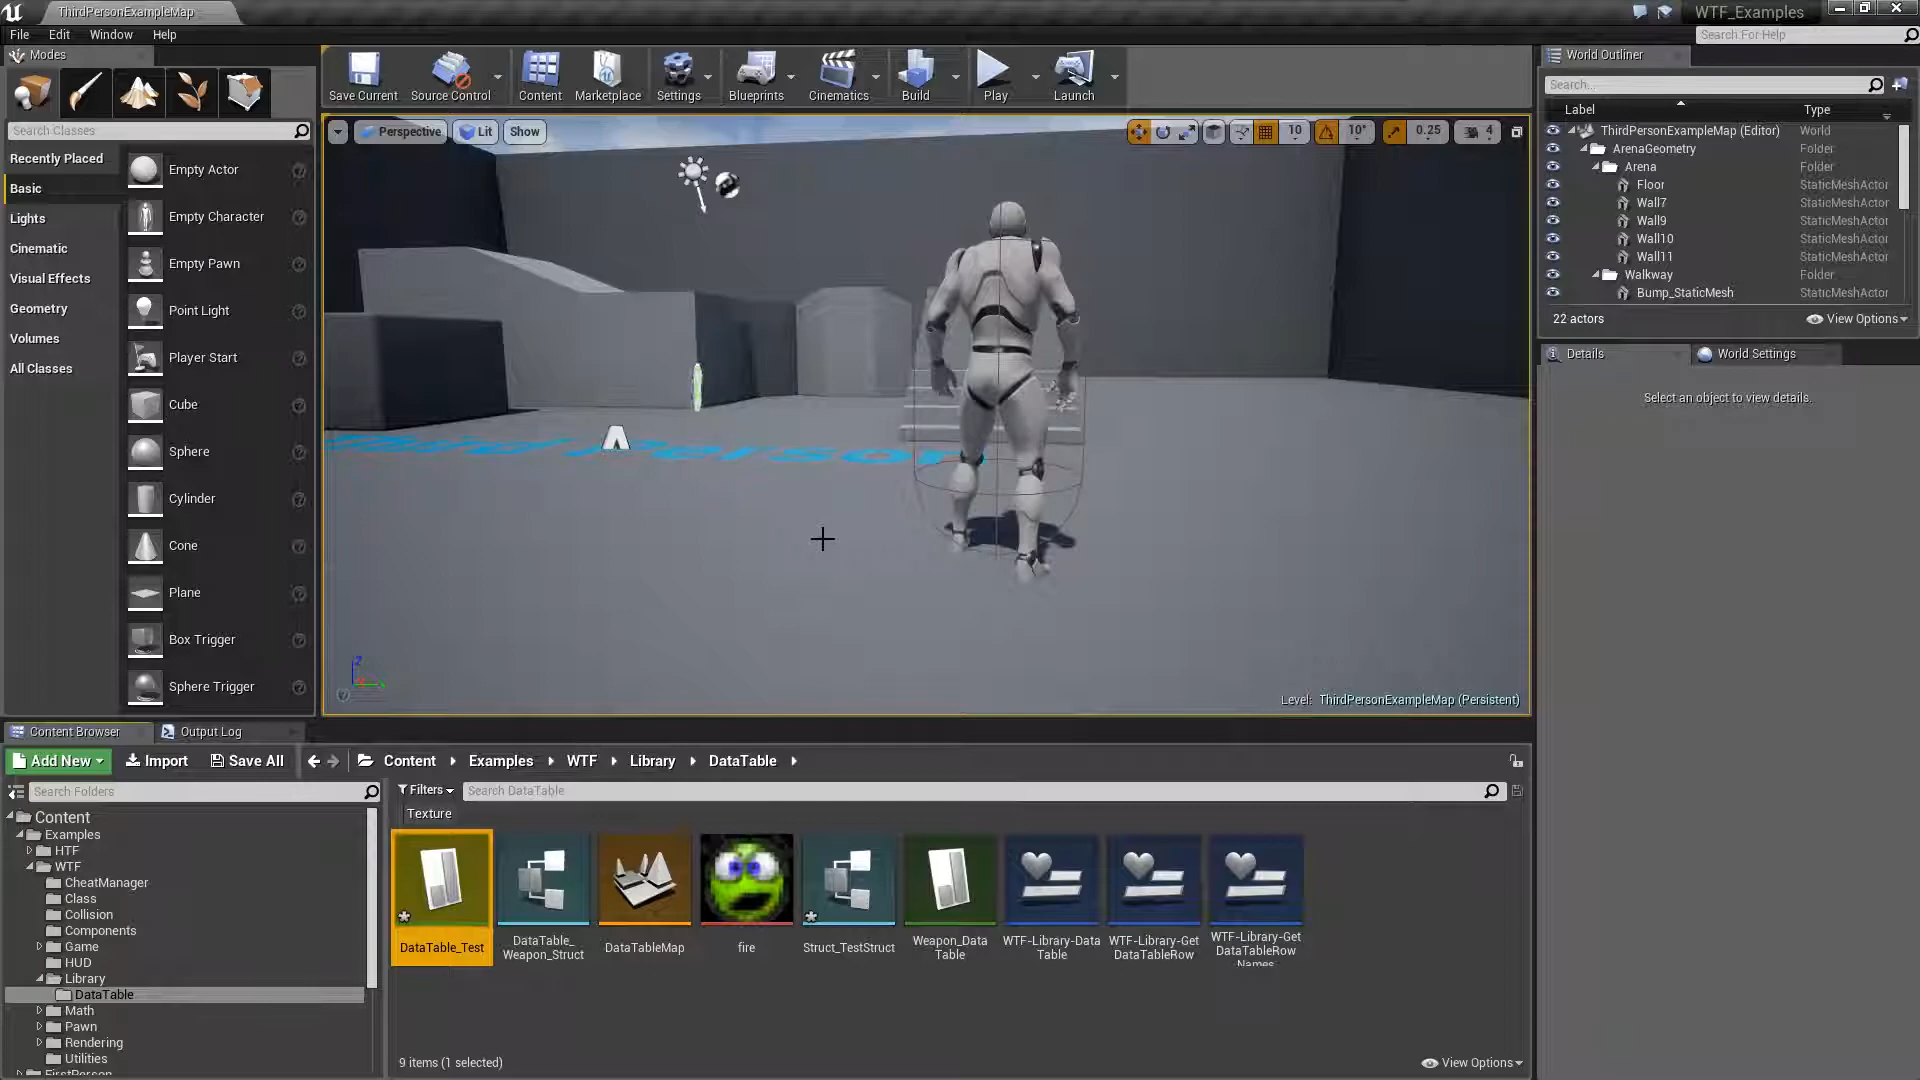 ThirdPersonExampleMap
WTF_Examples
File Edit Window Help
Search For Help
Modes
Save Current
Source Control
Content
Marketplace
Settings
Blueprints
Cinematics
Build
Play
Launch
World Outliner
Search...
Label Type
ThirdPersonExampleMap (Editor) World
ArenaGeometry Folder
Arena Folder
Floor StaticMeshActor
Wall7 StaticMeshActor
Wall9 StaticMeshActor
Wall10 StaticMeshActor
Wall11 StaticMeshActor
Walkway Folder
Bump_StaticMesh StaticMeshActor
22 actors
View Options
Details
World Settings
Select an object to view details.
Search Classes
Recently Placed
Basic
Lights
Cinematic
Visual Effects
Geometry
Volumes
All Classes
Empty Actor
Empty Character
Empty Pawn
Point Light
Player Start
Cube
Sphere
Cylinder
Cone
Plane
Box Trigger
Sphere Trigger
Perspective
Lit
Show
10
10°
0.25
4
Level: ThirdPersonExampleMap (Persistent)
Content Browser
Output Log
Add New
Import
Save All
Content
Examples
WTF
Library
DataTable
Search Folders
Filters
Search DataTable
Texture
Content
Examples
HTF
WTF
CheatManager
Class
Collision
Components
Game
HUD
Library
DataTable
Math
Pawn
Rendering
Utilities
FirstPerson
DataTable_Test
DataTable_
Weapon_Struct
DataTableMap
fire
Struct_TestStruct
Weapon_Data
Table
WTF-Library-Data
Table
WTF-Library-Get
DataTableRow
WTF-Library-Get
DataTableRow
Names
9 items (1 selected)
View Options